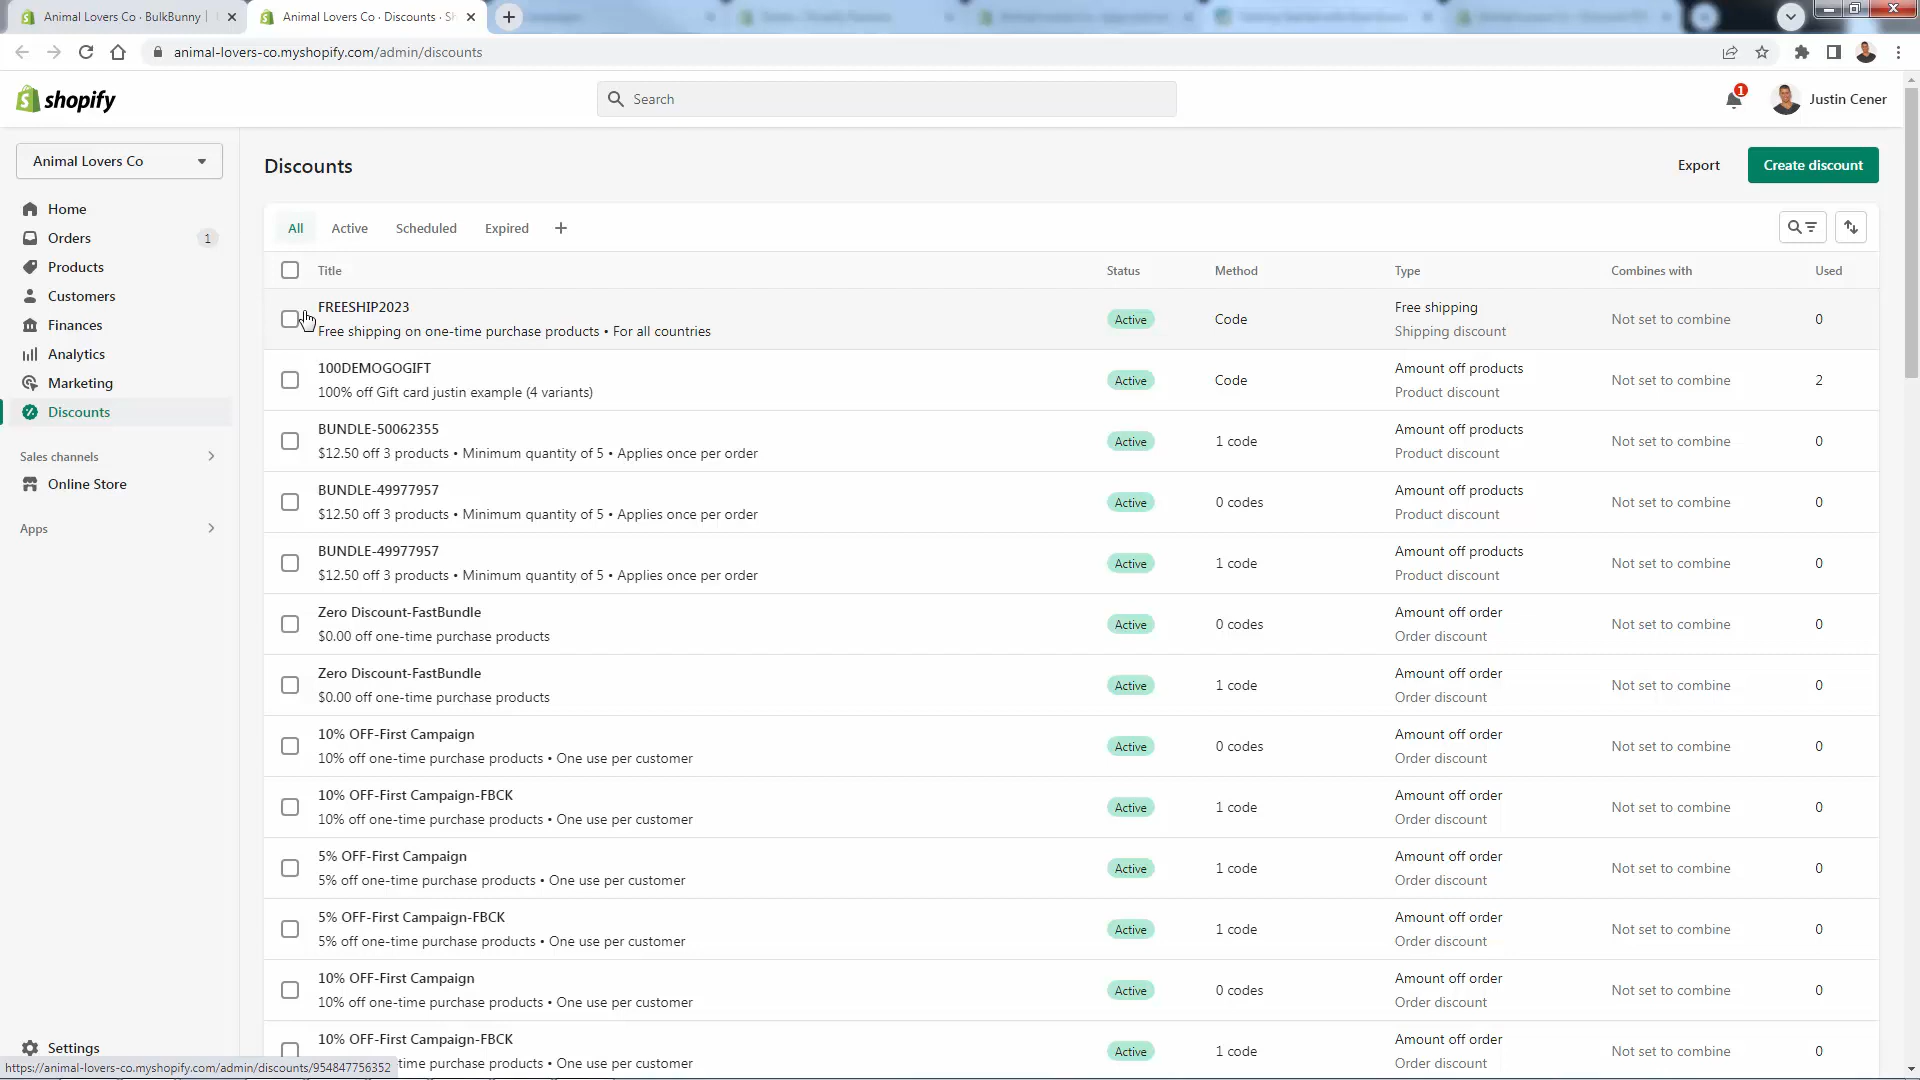 Animal Lovers Co · BulkBunny
Animal Lovers Co · Discounts · Sh
animal-lovers-co.myshopify.com/admin/discounts
shopify
Search
1
Justin Cener
Animal Lovers Co
Home
Orders
1
Products
Customers
Finances
Analytics
Marketing
Discounts
Sales channels
Online Store
Apps
Settings
Discounts
Export
Create discount
All
Active
Scheduled
Expired
Title
Status
Method
Type
Combines with
Used
FREESHIP2023
Free shipping on one-time purchase products • For all countries
Active
Code
Free shipping
Shipping discount
Not set to combine
0
100DEMOGOGIFT
100% off Gift card justin example (4 variants)
Active
Code
Amount off products
Product discount
Not set to combine
2
BUNDLE-50062355
$12.50 off 3 products • Minimum quantity of 5 • Applies once per order
Active
1 code
Amount off products
Product discount
Not set to combine
0
BUNDLE-49977957
$12.50 off 3 products • Minimum quantity of 5 • Applies once per order
Active
0 codes
Amount off products
Product discount
Not set to combine
0
BUNDLE-49977957
$12.50 off 3 products • Minimum quantity of 5 • Applies once per order
Active
1 code
Amount off products
Product discount
Not set to combine
0
Zero Discount-FastBundle
$0.00 off one-time purchase products
Active
0 codes
Amount off order
Order discount
Not set to combine
0
Zero Discount-FastBundle
$0.00 off one-time purchase products
Active
1 code
Amount off order
Order discount
Not set to combine
0
10% OFF-First Campaign
10% off one-time purchase products • One use per customer
Active
0 codes
Amount off order
Order discount
Not set to combine
0
10% OFF-First Campaign-FBCK
10% off one-time purchase products • One use per customer
Active
1 code
Amount off order
Order discount
Not set to combine
0
5% OFF-First Campaign
5% off one-time purchase products • One use per customer
Active
1 code
Amount off order
Order discount
Not set to combine
0
5% OFF-First Campaign-FBCK
5% off one-time purchase products • One use per customer
Active
1 code
Amount off order
Order discount
Not set to combine
0
10% OFF-First Campaign
10% off one-time purchase products • One use per customer
Active
0 codes
Amount off order
Order discount
Not set to combine
0
10% OFF-First Campaign-FBCK
one-time purchase products • One use per customer
Active
1 code
Amount off order
Order discount
Not set to combine
0
https://animal-lovers-co.myshopify.com/admin/discounts/954847756352